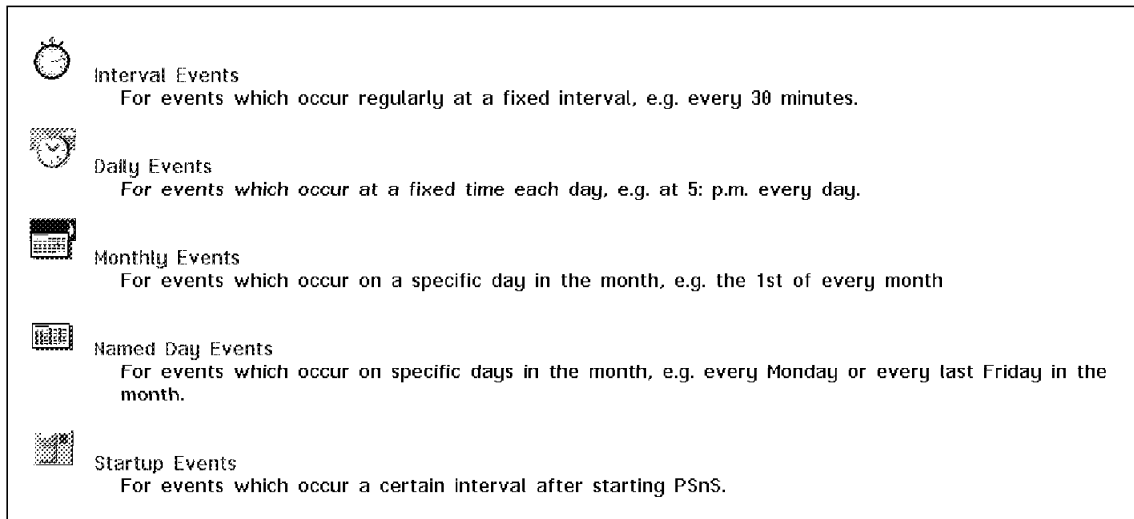 Interval Events
For events which occur regularly at a fixed interval, e.g. every 30 minutes.
Daily Events
For events which occur at a fixed time each day, e.g. at 5: p.m. every day.
Monthly Events
For events which occur on a specific day in the month, e.g. the 1st of every month
Named Day Events
For events which occur on specific days in the month, e.g. every Monday or every last Friday in the
month.
Startup Events
For events which occur a certain interval after starting PSnS.